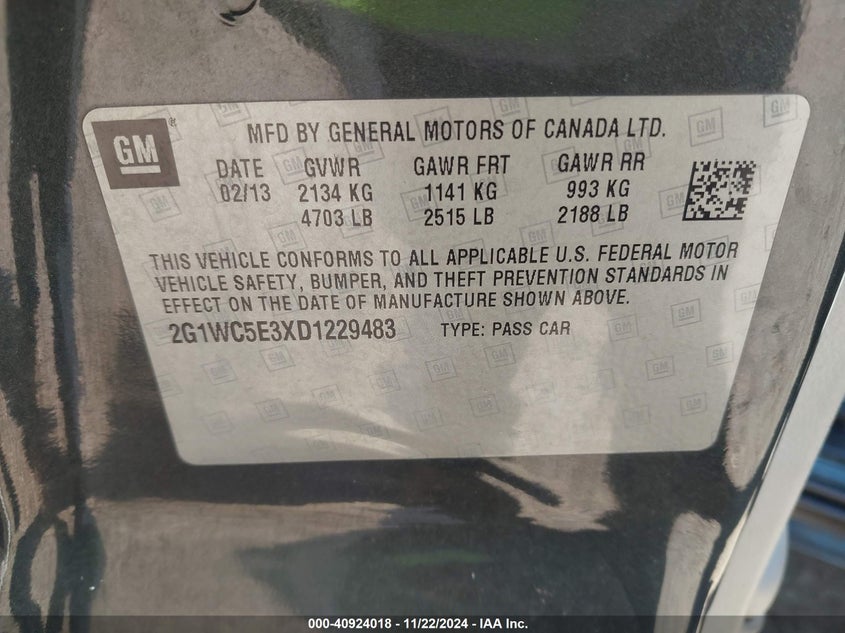 GM
MFD BY GENERAL MOTORS OF CANADA LTD.
DATE GVWR GAWR FRT GAWR RR
02/13 2134 KG 1141 KG 993 KG
4703 LB 2515 LB 2188 LB
THIS VEHICLE CONFORMS TO ALL APPLICABLE U.S. FEDERAL MOTOR
VEHICLE SAFETY, BUMPER, AND THEFT PREVENTION STANDARDS IN
EFFECT ON THE DATE OF MANUFACTURE SHOWN ABOVE.
2G1WC5E3XD1229483 TYPE: PASS CAR
000-40924018 - 11/22/2024 - IAA Inc.